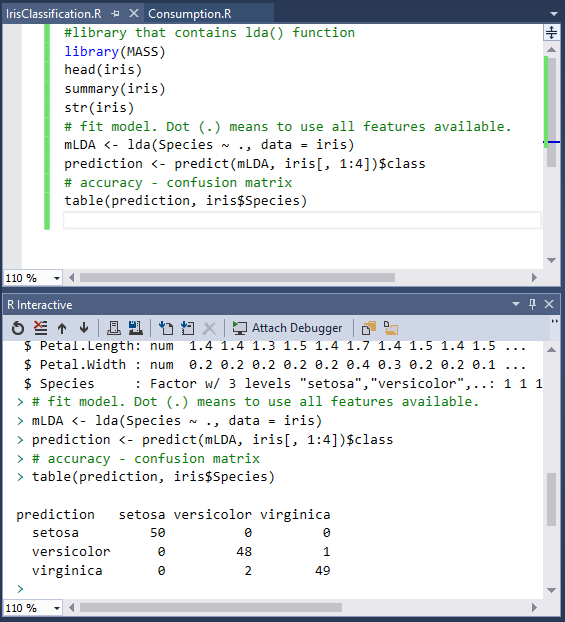 IrisClassification.R Consumption.R
#library that contains lda() function
library(MASS)
head(iris)
summary(iris)
str(iris)
# fit model. Dot (.) means to use all features available.
mLDA <- lda(Species ~ ., data = iris)
prediction <- predict(mLDA, iris[, 1:4])$class
# accuracy - confusion matrix
table(prediction, iris$Species)
110 %
R Interactive
Attach Debugger
$ Petal.Length: num 1.4 1.4 1.3 1.5 1.4 1.7 1.4 1.5 1.4 1.5 ...
$ Petal.Width : num 0.2 0.2 0.2 0.2 0.2 0.4 0.3 0.2 0.2 0.1 ...
$ Species : Factor w/ 3 levels "setosa","versicolor",..: 1 1 1
> # fit model. Dot (.) means to use all features available.
> mLDA <- lda(Species ~ ., data = iris)
> prediction <- predict(mLDA, iris[, 1:4])$class
> # accuracy - confusion matrix
> table(prediction, iris$Species)
prediction setosa versicolor virginica
setosa 50 0 0
versicolor 0 48 1
virginica 0 2 49
>
110 %